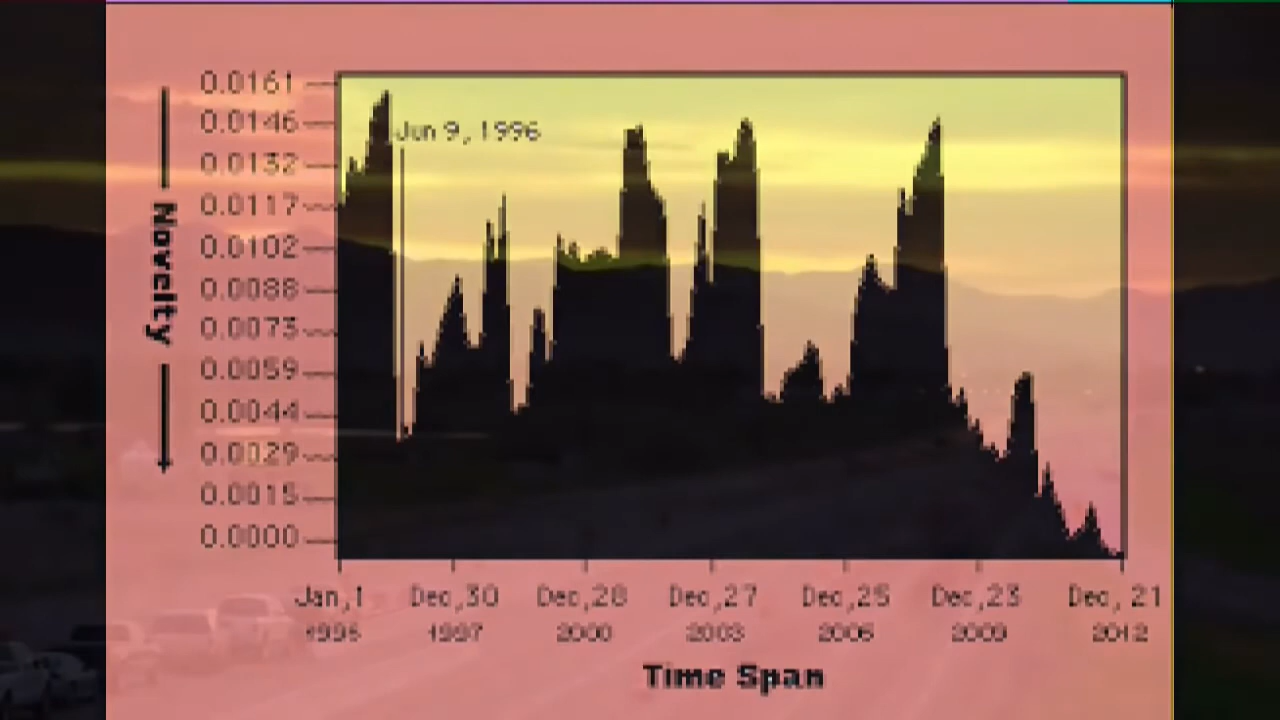 0.0161
0.0146
Jun 9, 1996
0.0132
0.0117
0.0102
0.0088
0.0073
0.0059
0.0044
0.0029
0.0015
0.0000
Novelty
Jan,1 Dec,30 Dec,28 Dec,27 Dec,25 Dec,23 Dec, 21
1995 1997 2000 2003 2006 2009 2012
Time Span